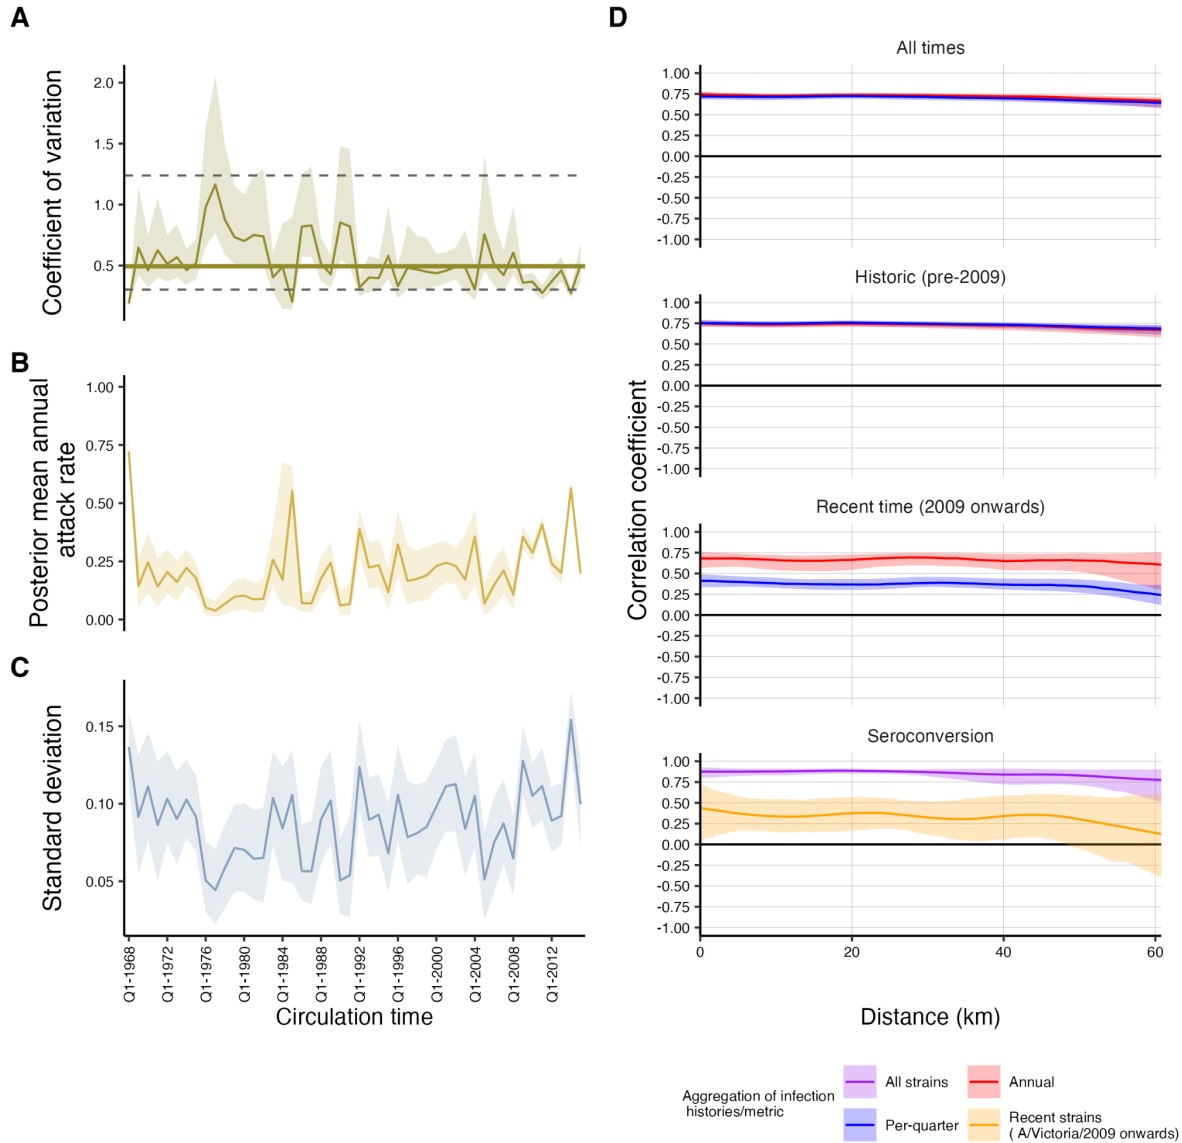 A
Coefficient of variation
2.0
1.5
1.0
0.5
B
Posterior mean annual
attack rate
1.00
0.75
0.50
0.25
0.00
C
Standard deviation
0.15
0.10
0.05
Q1-1968
Q1-1972
Q1-1976
Q1-1980
Q1-1984
Q1-1988
Q1-1992
Q1-1996
Q1-2000
Q1-2004
Q1-2008
Q1-2012
Circulation time
D
Correlation coefficient
All times
1.00
0.75
0.50
0.25
0.00
-0.25
-0.50
-0.75
-1.00
Historic (pre-2009)
1.00
0.75
0.50
0.25
0.00
-0.25
-0.50
-0.75
-1.00
Recent time (2009 onwards)
1.00
0.75
0.50
0.25
0.00
-0.25
-0.50
-0.75
-1.00
Seroconversion
1.00
0.75
0.50
0.25
0.00
-0.25
-0.50
-0.75
-1.00
0 20 40 60
Distance (km)
Aggregation of infection
histories/metric
All strains
Annual
Per-quarter
Recent strains
( A/Victoria/2009 onwards)